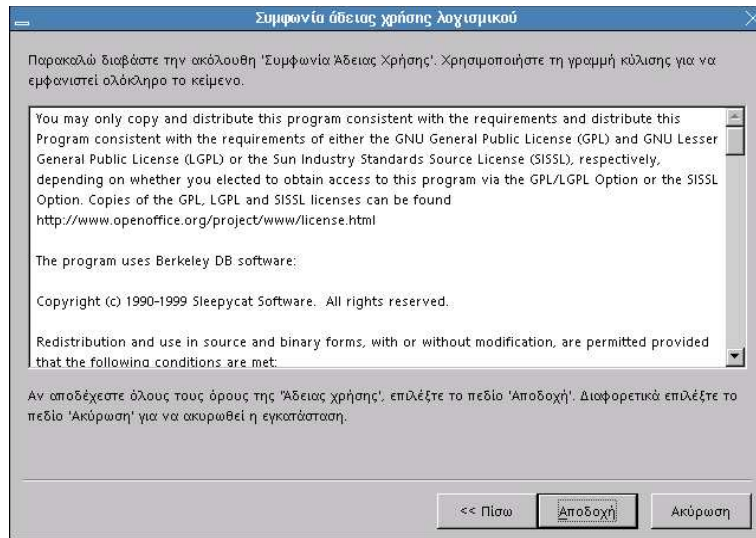 Συμφωνία άδειας χρήσης λογισμικού
Παρακαλώ διαβάστε την ακόλουθη 'Συμφωνία Άδειας Χρήσης'. Χρησιμοποιήστε τη γραμμή κύλισης για να
εμφανιστεί ολόκληρο το κείμενο.
You may only copy and distribute this program consistent with the requirements and distribute this
Program consistent with the requirements of either the GNU General Public License (GPL) and GNU Lesser
General Public License (LGPL) or the Sun Industry Standards Source License (SISSL), respectively,
depending on whether you elected to obtain access to this program via the GPL/LGPL Option or the SISSL
Option. Copies of the GPL, LGPL and SISSL licenses can be found
http://www.openoffice.org/project/www/license.html
The program uses Berkeley DB software:
Copyright (c) 1990-1999 Sleepycat Software. All rights reserved.
Redistribution and use in source and binary forms, with or without modification, are permitted provided
that the following conditions are met:
Αν αποδέχεστε όλους τους όρους της 'Άδειας χρήσης', επιλέξτε το πεδίο 'Αποδοχή'. Διαφορετικά επιλέξτε το
πεδίο 'Ακύρωση' για να ακυρωθεί η εγκατάσταση.
<< Πίσω Αποδοχή Ακύρωση